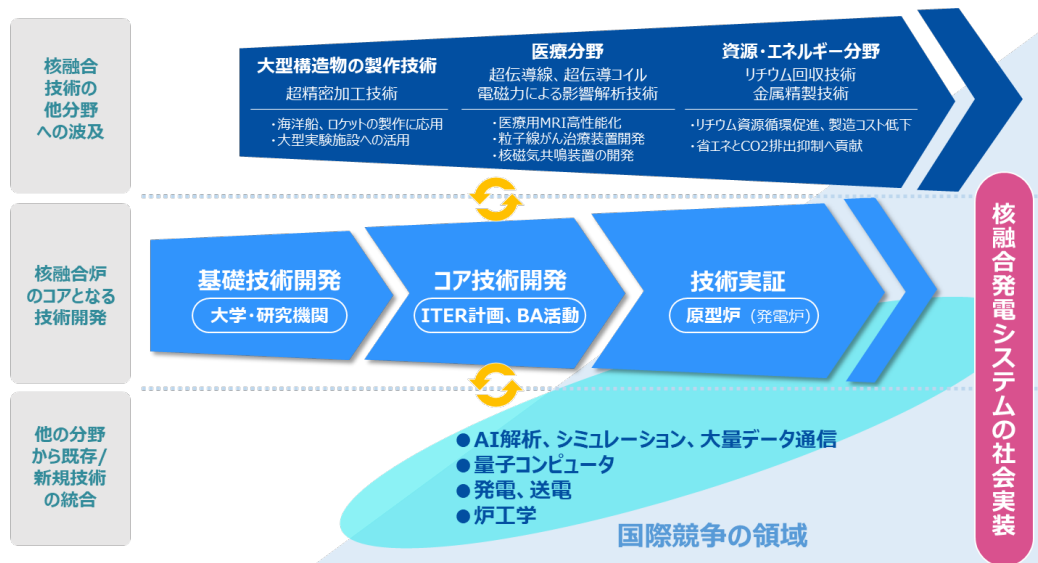 核融合
技術の
他分野
への波及
大型構造物の製作技術
超精密加工技術
・海洋船、ロケットの製作に応用
・大型実験施設への活用
医療分野
超伝導線、超伝導コイル
電磁力による影響解析技術
・医療用MRI高性能化
・粒子線がん治療装置開発
・核磁気共鳴装置の開発
資源・エネルギー分野
リチウム回収技術
金属精製技術
・リチウム資源循環促進、製造コスト低下
・省エネとCO2排出抑制へ貢献
核融合炉
のコアとなる
技術開発
基礎技術開発
大学・研究機関
コア技術開発
ITER計画、BA活動
技術実証
原型炉（発電炉）
他の分野
から既存/
新規技術
の統合
●AI解析、シミュレーション、大量データ通信
●量子コンピュータ
●発電、送電
●炉工学
国際競争の領域
核融合発電システムの社会実装